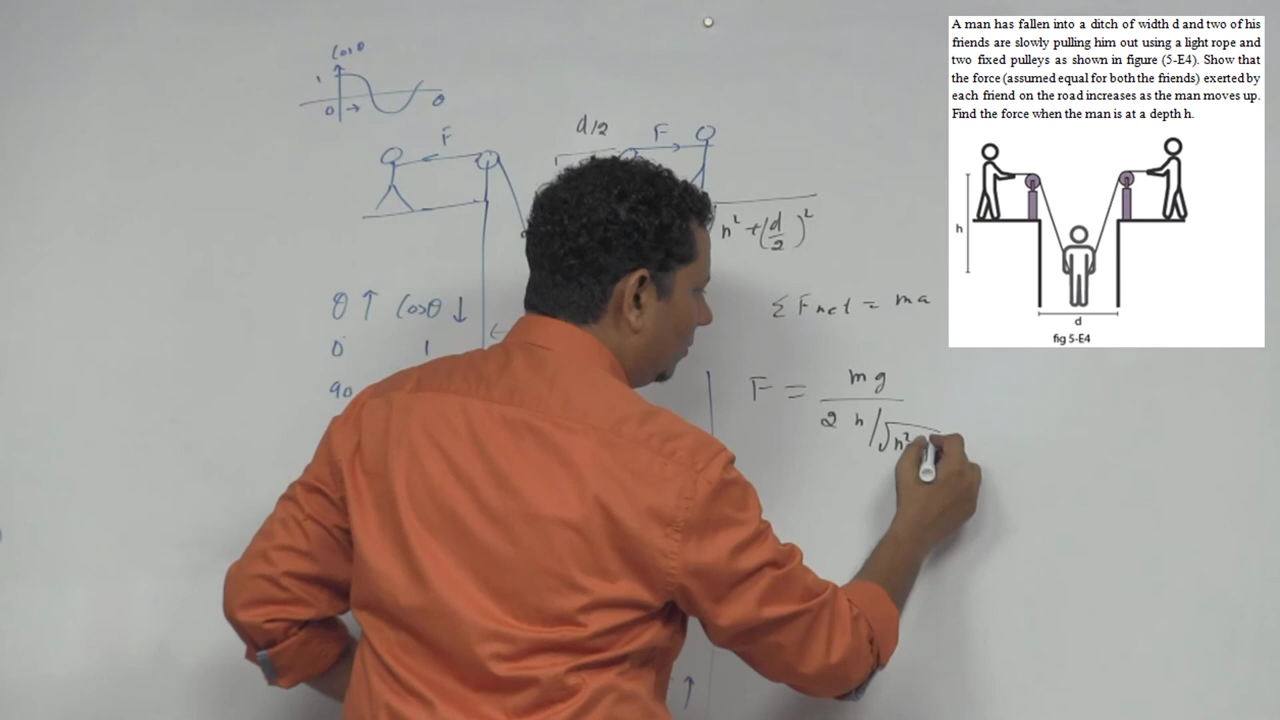 A man has fallen into a ditch of width d and two of his
friends are slowly pulling him out using a light rope and
two fixed pulleys as shown in figure (5-E4). Show that
the force (assumed equal for both the friends) exerted by
each friend on the road increases as the man moves up.
Find the force when the man is at a depth h.
h
d
fig 5-E4
Cosθ
1
0
θ
F
d/2
F
h² + (d/2)²
θ ↑ Cosθ ↓
0 1
90
Σ Fnet = ma
F = mg / 2 h/√h²
↑